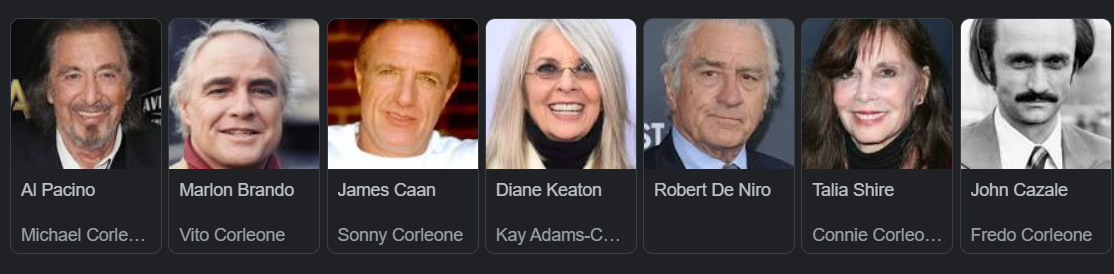 Al Pacino
Michael Corle...
Marlon Brando
Vito Corleone
James Caan
Sonny Corleone
Diane Keaton
Kay Adams-C...
Robert De Niro
Talia Shire
Connie Corleo...
John Cazale
Fredo Corleone